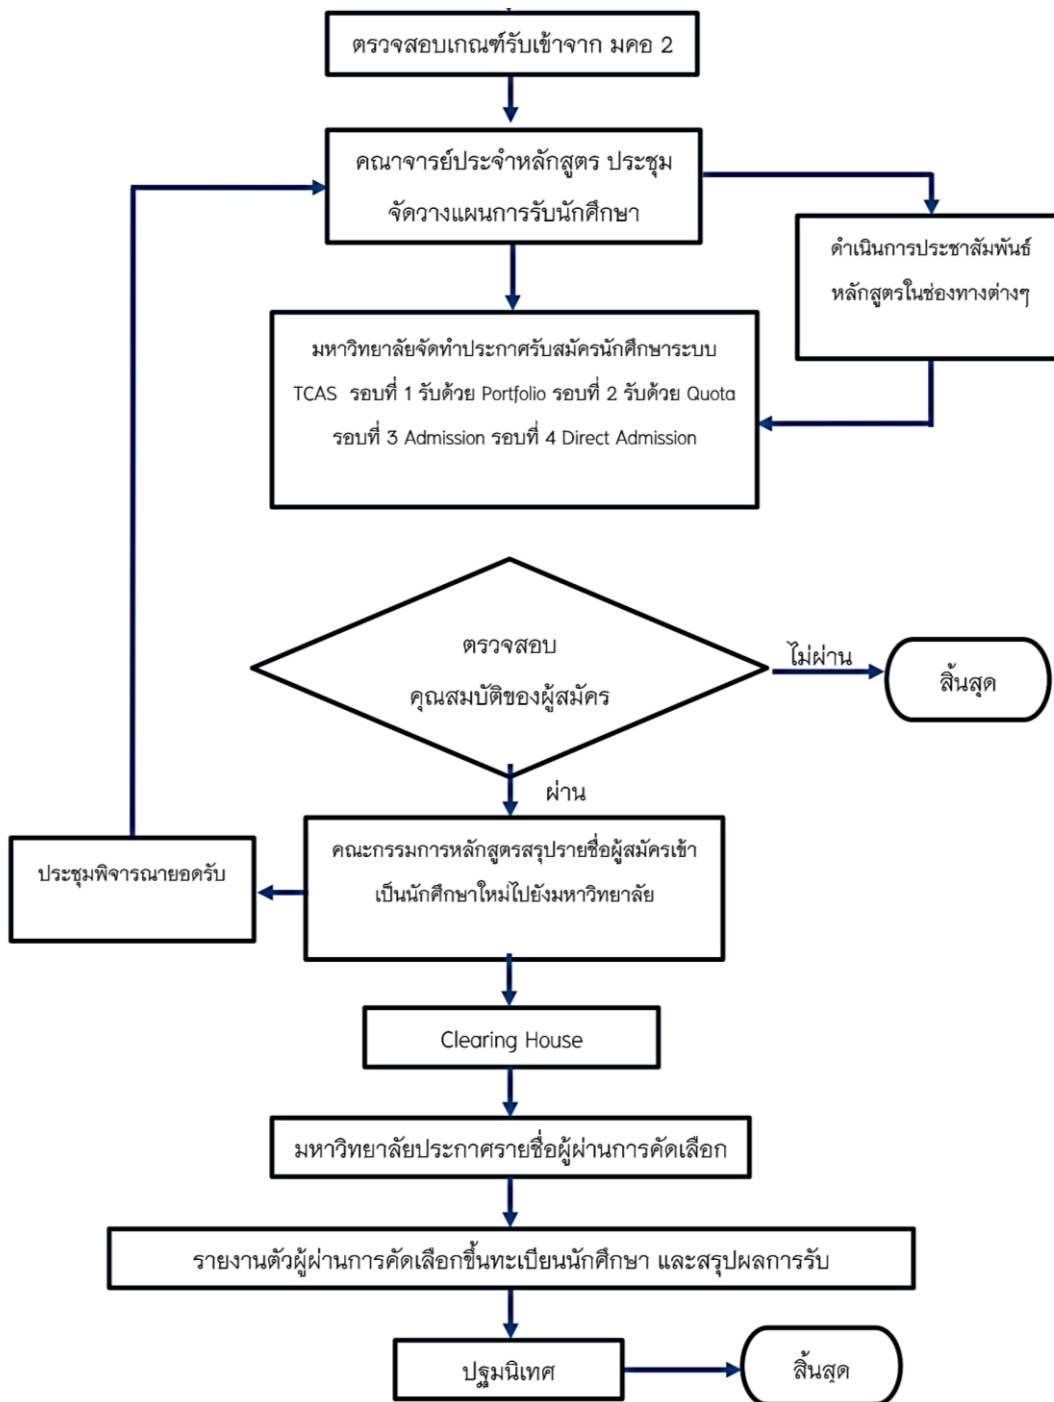 ตรวจสอบเกณฑ์รับเข้าจาก มคอ 2
คณาจารย์ประจำหลักสูตร ประชุม
จัดวางแผนการรับนักศึกษา
ดำเนินการประชาสัมพันธ์
หลักสูตรในช่องทางต่างๆ
มหาวิทยาลัยจัดทำประกาศรับสมัครนักศึกษาระบบ
TCAS รอบที่ 1 รับด้วย Portfolio รอบที่ 2 รับด้วย Quota
รอบที่ 3 Admission รอบที่ 4 Direct Admission
ตรวจสอบ
คุณสมบัติของผู้สมัคร
ไม่ผ่าน
สิ้นสุด
ผ่าน
คณะกรรมการหลักสูตรสรุปรายชื่อผู้สมัครเข้า
เป็นนักศึกษาใหม่ไปยังมหาวิทยาลัย
ประชุมพิจารณายอดรับ
Clearing House
มหาวิทยาลัยประกาศรายชื่อผู้ผ่านการคัดเลือก
รายงานตัวผู้ผ่านการคัดเลือกขึ้นทะเบียนนักศึกษา และสรุปผลการรับ
ปฐมนิเทศ
สิ้นสุด